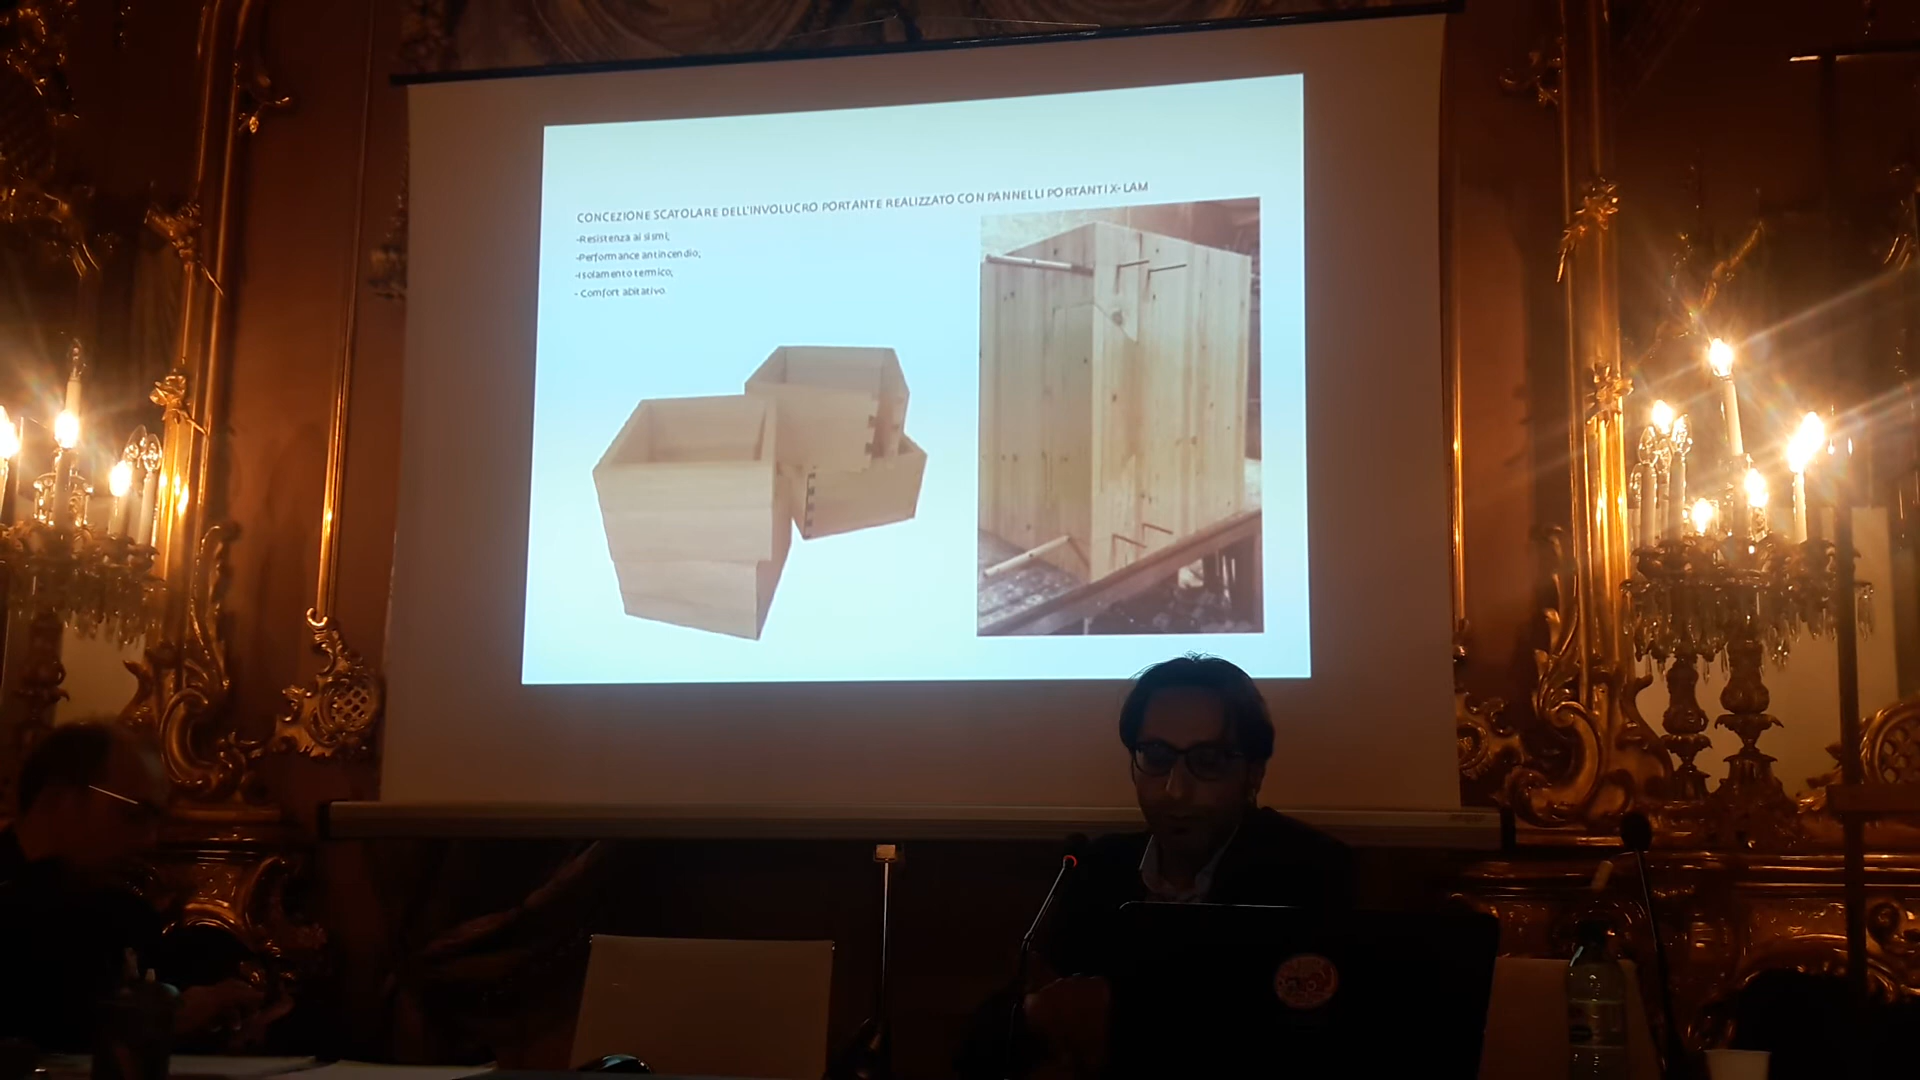 CONCEZIONE SCATOLARE DELL'INVOLUCRO PORTANTE REALIZZATO CON PANNELLI PORTANTI X-LAM
-Resistenza ai sismi;
-Performance antincendio;
-Isolamento termico;
- Comfort abitativo.